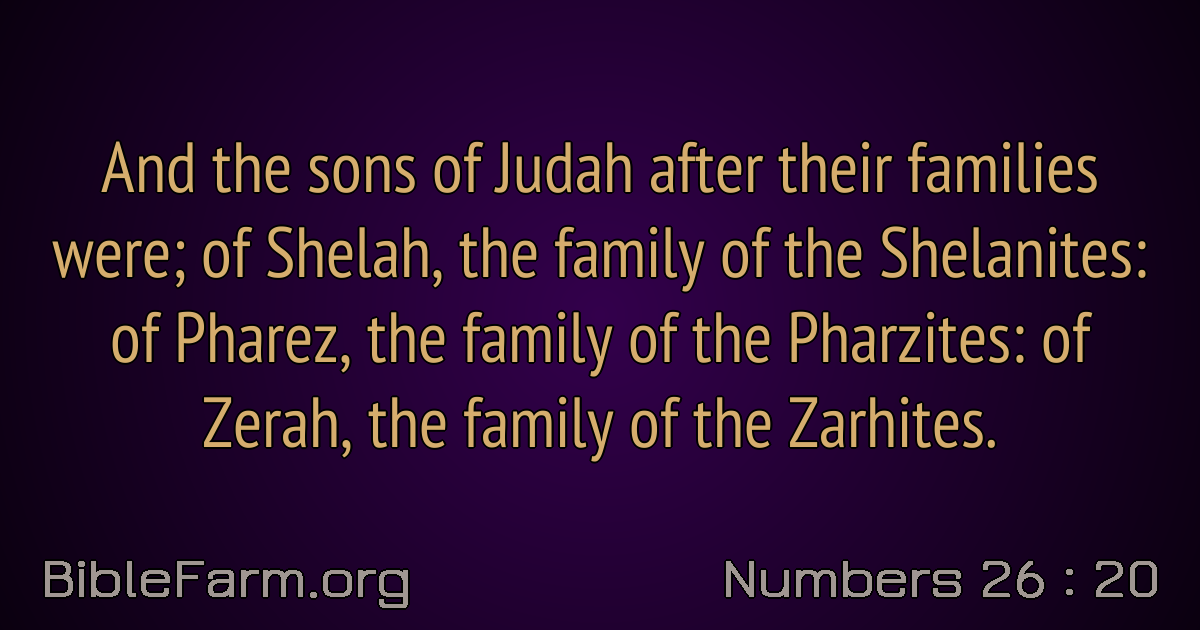 And the sons of Judah after their families
were; of Shelah, the family of the Shelanites:
of Pharez, the family of the Pharzites: of
Zerah, the family of the Zarhites.
BibleFarm.org
Numbers 26 : 20